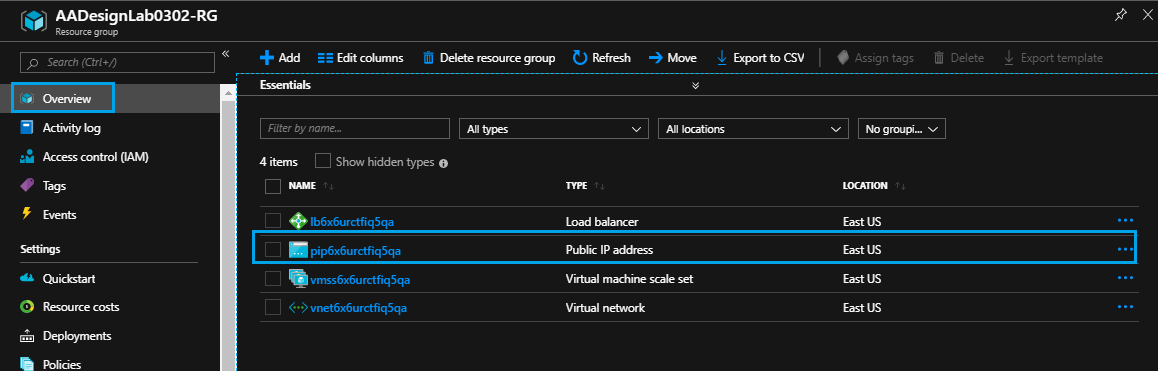 AADesignLab0302-RG
Resource group
Search (Ctrl+/)
Overview
Activity log
Access control (IAM)
Tags
Events
Settings
Quickstart
Resource costs
Deployments
Policies
Add Edit columns Delete resource group Refresh Move Export to CSV Assign tags Delete Export template
Essentials
Filter by name... All types All locations No groupi...
4 items Show hidden types
NAME TYPE LOCATION
lb6x6urctfiq5qa Load balancer East US
pip6x6urctfiq5qa Public IP address East US
vmss6x6urctfiq5qa Virtual machine scale set East US
vnet6x6urctfiq5qa Virtual network East US